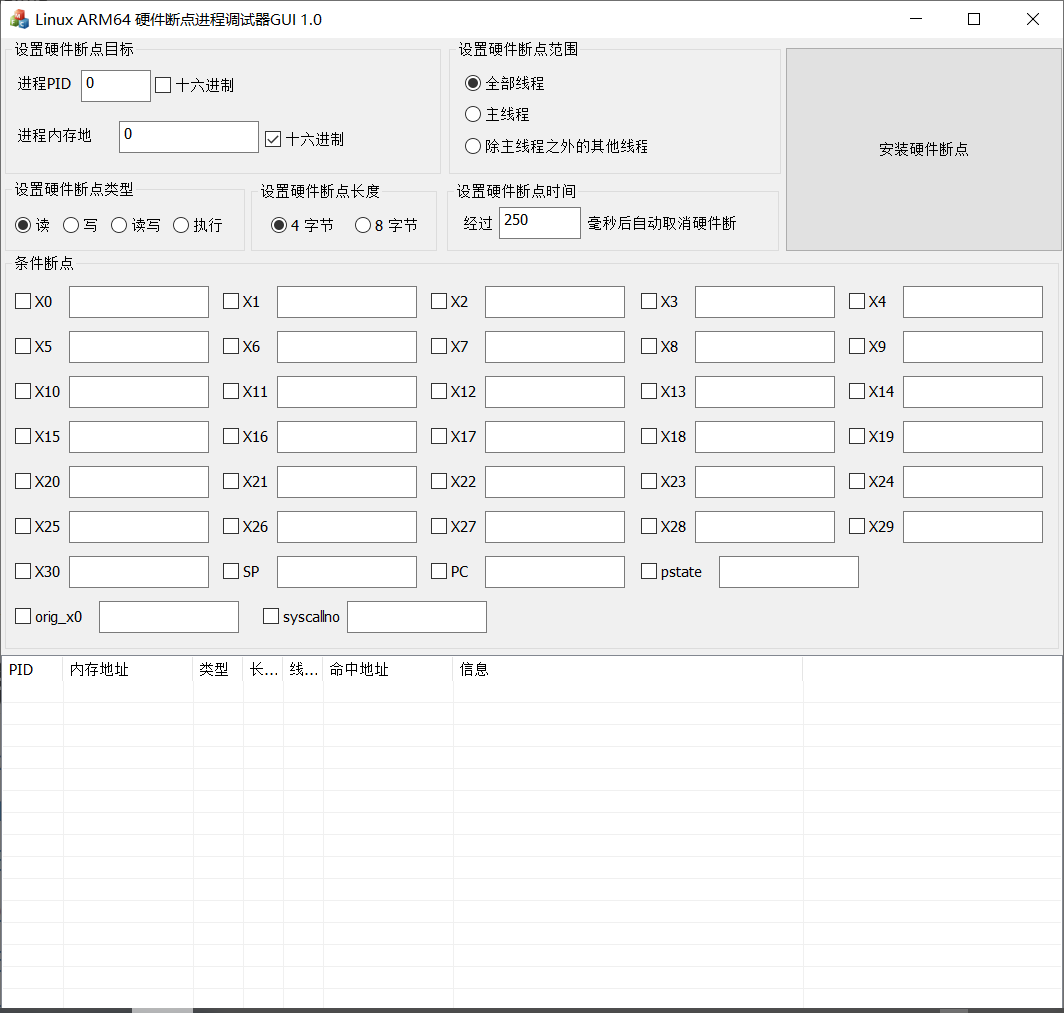 Linux ARM64 硬件断点进程调试器GUI 1.0
设置硬件断点目标
设置硬件断点范围
进程PID 0 十六进制
全部线程
主线程
进程内存地 0 十六进制
除主线程之外的其他线程
安装硬件断点
设置硬件断点类型
设置硬件断点长度
设置硬件断点时间
读 写 读写 执行
4 字节 8 字节
经过 250 毫秒后自动取消硬件断
条件断点
X0 X1 X2 X3 X4
X5 X6 X7 X8 X9
X10 X11 X12 X13 X14
X15 X16 X17 X18 X19
X20 X21 X22 X23 X24
X25 X26 X27 X28 X29
X30 SP PC pstate
orig_x0 syscallno
PID 内存地址 类型 长... 线... 命中地址 信息